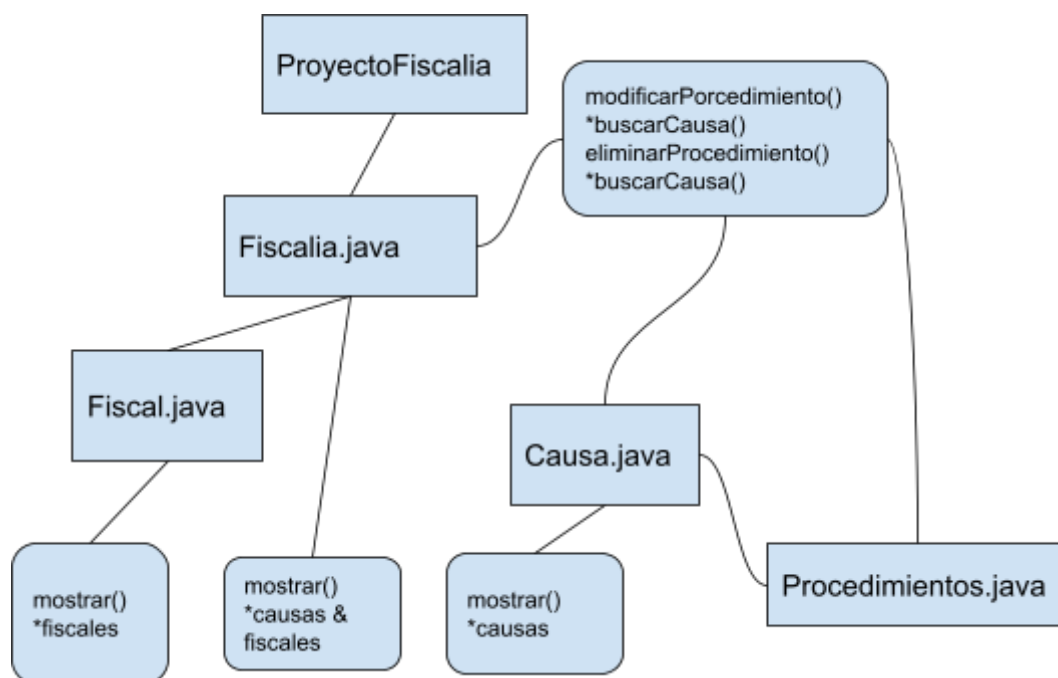 ProyectoFiscalia
modificarPorcedimiento()
*buscarCausa()
eliminarProcedimiento()
*buscarCausa()
Fiscalia.java
Fiscal.java
Causa.java
Procedimientos.java
mostrar()
*fiscales
mostrar()
*causas &
fiscales
mostrar()
*causas